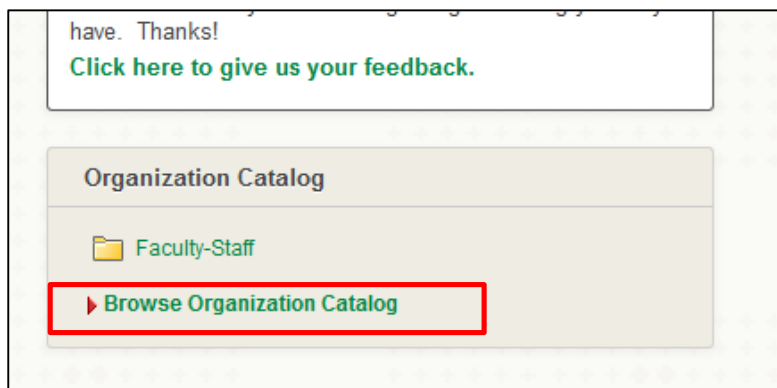 have. Thanks!
Click here to give us your feedback.
Organization Catalog
Faculty-Staff
Browse Organization Catalog